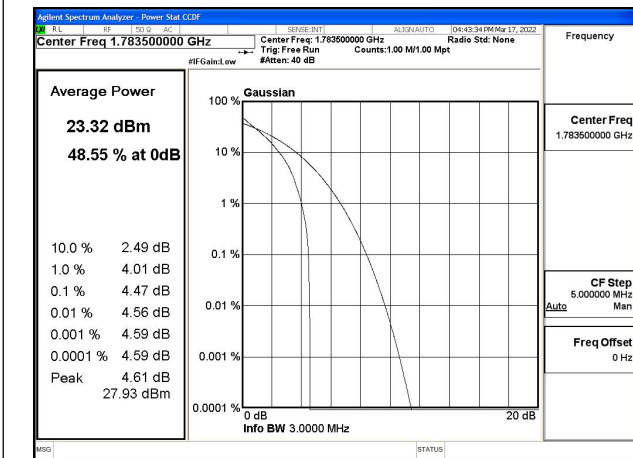 Agilent Spectrum Analyzer - Power Stat CCDF
RL RF 50 Ω AC SENSE:INT ALIGN AUTO 04:43:34 PM Mar 17, 2022
Center Freq 1.783500000 GHz
Center Freq: 1.783500000 GHz Radio Std: None
Trig: Free Run Counts:1.00 M/1.00 Mpt
#IFGain:Low #Atten: 40 dB
Frequency
Average Power
23.32 dBm
48.55 % at 0dB
10.0 % 2.49 dB
1.0 % 4.01 dB
0.1 % 4.47 dB
0.01 % 4.56 dB
0.001 % 4.59 dB
0.0001 % 4.59 dB
Peak 4.61 dB
27.93 dBm
Gaussian
100 %
10 %
1 %
0.1 %
0.01 %
0.001 %
0.0001 %
0 dB 20 dB
Info BW 3.0000 MHz
Center Freq
1.783500000 GHz
CF Step
5.000000 MHz
Auto Man
Freq Offset
0 Hz
MSG STATUS